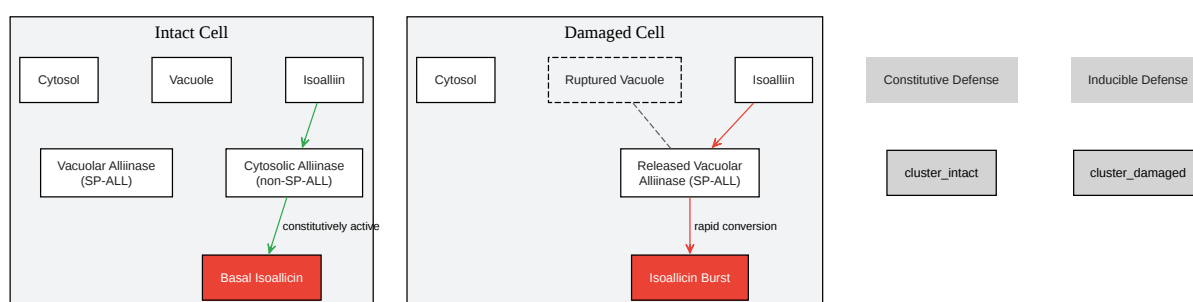 Intact Cell
Damaged Cell
Cytosol
Vacuole
Isoalliin
Cytosol
Ruptured Vacuole
Isoalliin
Constitutive Defense
Inducible Defense
Vacuolar Alliinase
(SP-ALL)
Cytosolic Alliinase
(non-SP-ALL)
Released Vacuolar
Alliinase (SP-ALL)
cluster_intact
cluster_damaged
constitutively active
rapid conversion
Basal Isoallicin
Isoallicin Burst